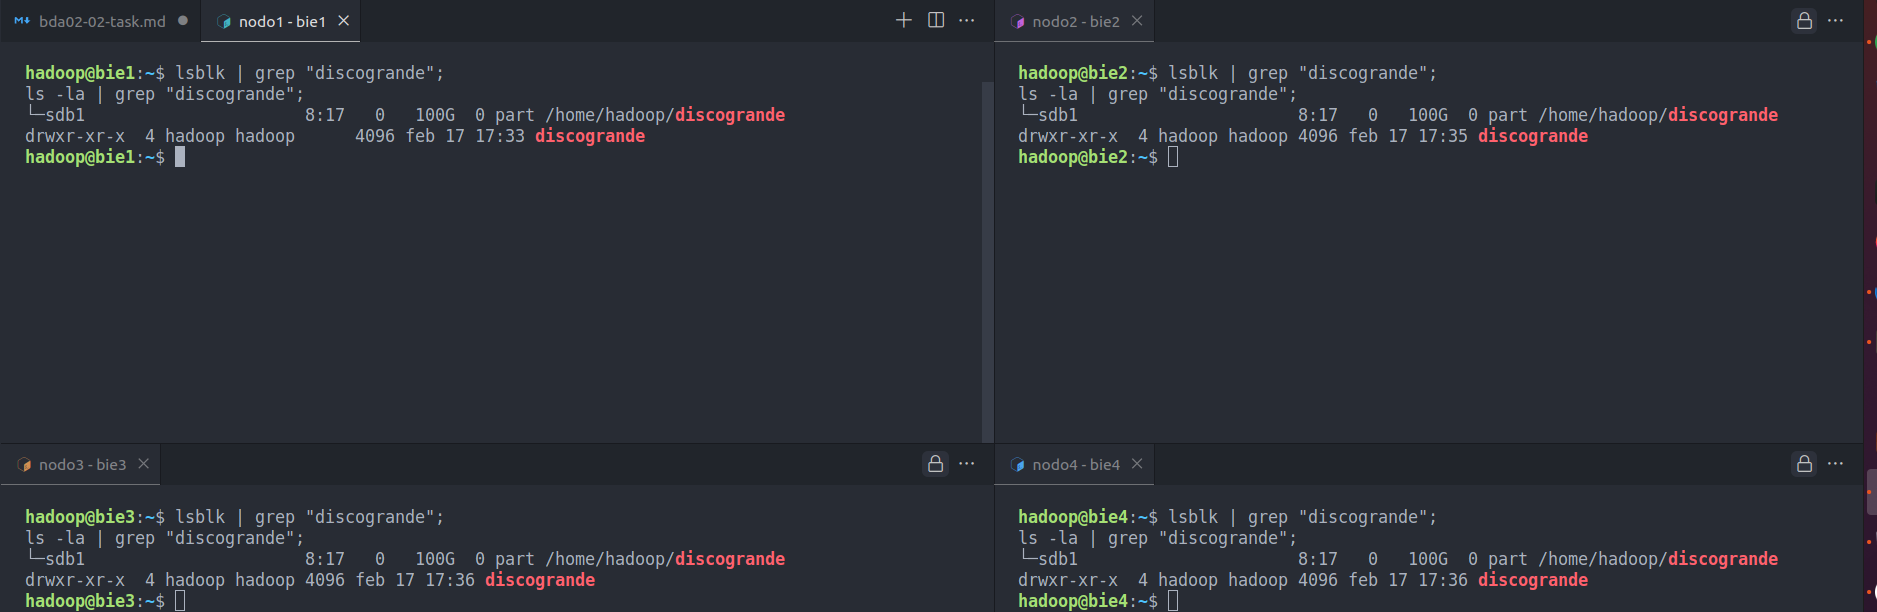 bda02-02-task.md
nodo1 - bie1
hadoop@bie1:~$ lsblk | grep "discogrande";
ls -la | grep "discogrande";
└─sdb1                      8:17   0   100G  0 part /home/hadoop/discogrande
drwxr-xr-x  4 hadoop hadoop      4096 feb 17 17:33 discogrande
hadoop@bie1:~$
nodo2 - bie2
hadoop@bie2:~$ lsblk | grep "discogrande";
ls -la | grep "discogrande";
└─sdb1                      8:17   0   100G  0 part /home/hadoop/discogrande
drwxr-xr-x  4 hadoop hadoop 4096 feb 17 17:35 discogrande
hadoop@bie2:~$
nodo3 - bie3
hadoop@bie3:~$ lsblk | grep "discogrande";
ls -la | grep "discogrande";
└─sdb1                      8:17   0   100G  0 part /home/hadoop/discogrande
drwxr-xr-x  4 hadoop hadoop 4096 feb 17 17:36 discogrande
hadoop@bie3:~$
nodo4 - bie4
hadoop@bie4:~$ lsblk | grep "discogrande";
ls -la | grep "discogrande";
└─sdb1                      8:17   0   100G  0 part /home/hadoop/discogrande
drwxr-xr-x  4 hadoop hadoop 4096 feb 17 17:36 discogrande
hadoop@bie4:~$